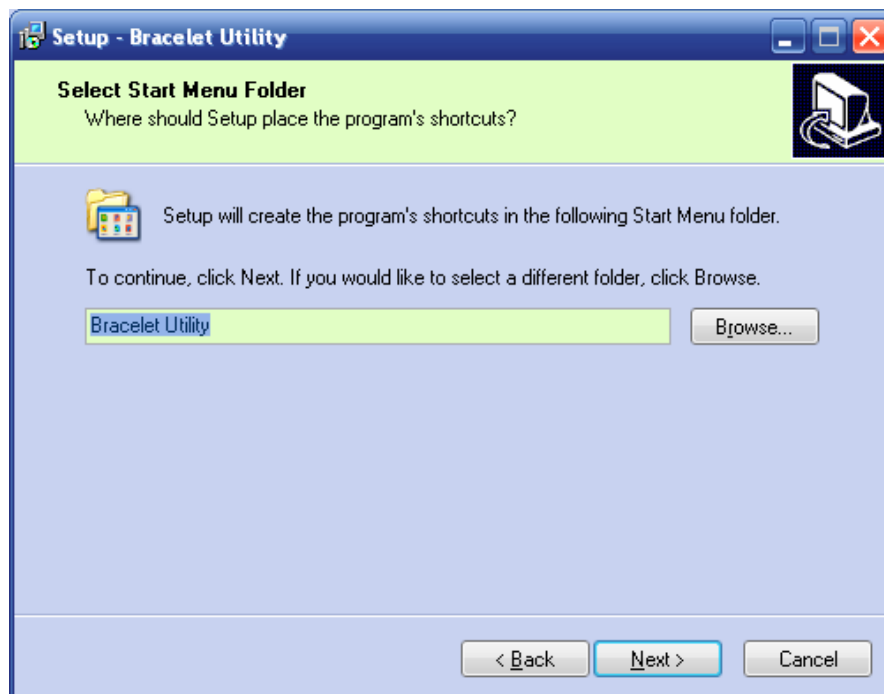 Setup - Bracelet Utility
Select Start Menu Folder
Where should Setup place the program's shortcuts?
Setup will create the program's shortcuts in the following Start Menu folder.
To continue, click Next. If you would like to select a different folder, click Browse.
Bracelet Utility
Browse...
< Back
Next >
Cancel